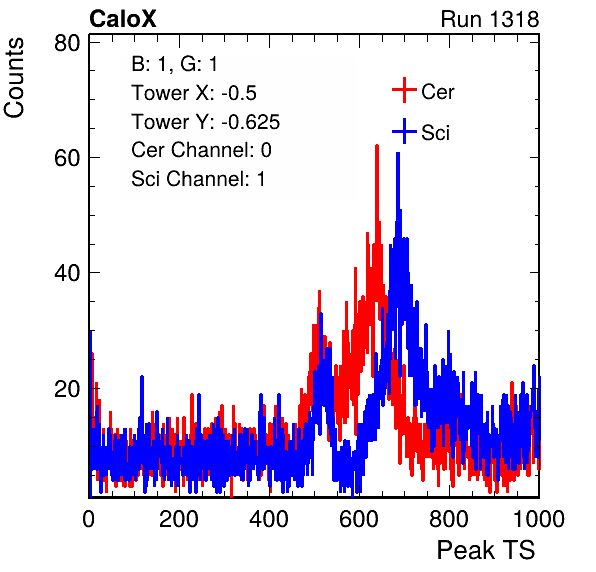 CaloX Run 1318
Counts
80
60
40
20
B: 1, G: 1
Tower X: -0.5
Tower Y: -0.625
Cer Channel: 0
Sci Channel: 1
Cer
Sci
0 200 400 600 800 1000
Peak TS